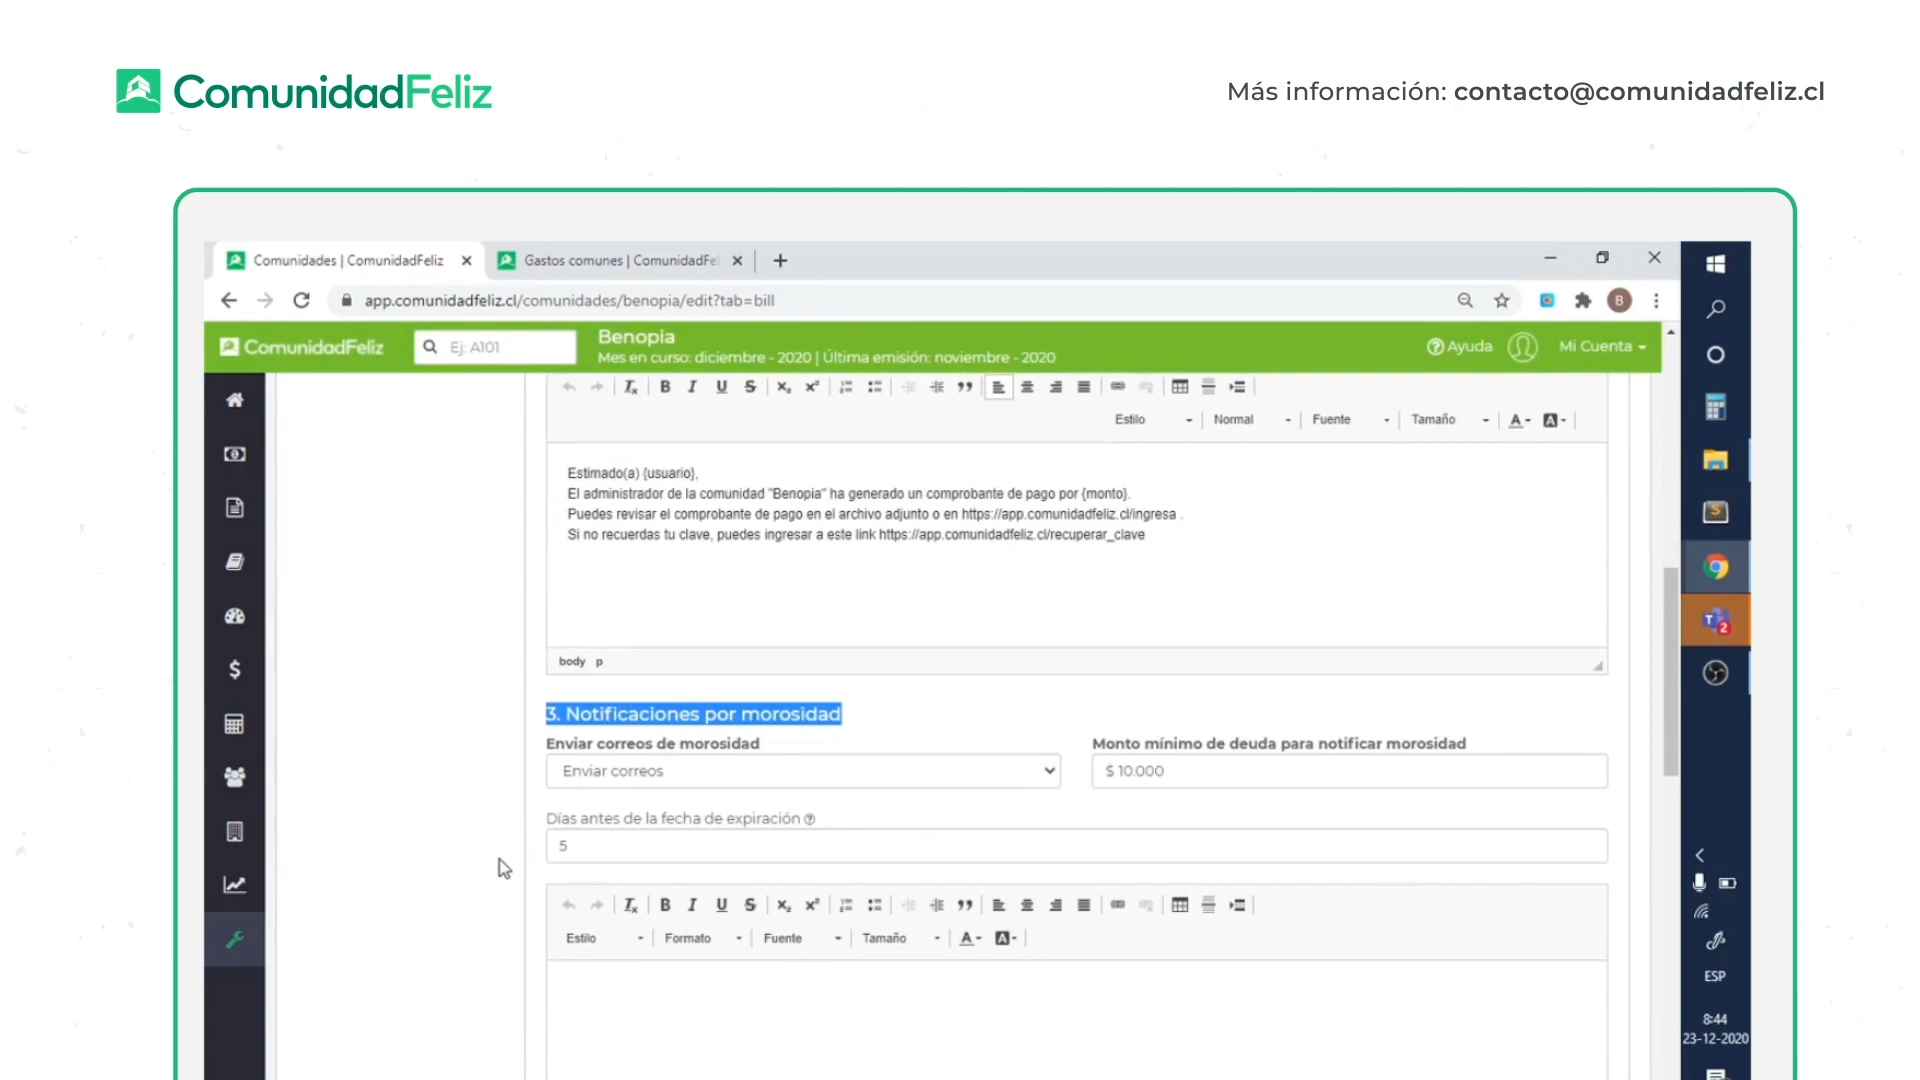 ComunidadFeliz
Más información: contacto@comunidadfeliz.cl
Comunidades | ComunidadFeliz
Gastos comunes | ComunidadFel
app.comunidadfeliz.cl/comunidades/benopia/edit?tab=bill
B
ComunidadFeliz
Ej: A101
Benopia
Mes en curso: diciembre - 2020 | Última emisión: noviembre - 2020
Ayuda
Mi Cuenta
Estilo
Normal
Fuente
Tamaño
Estimado(a) {usuario},
El administrador de la comunidad "Benopia" ha generado un comprobante de pago por {monto}.
Puedes revisar el comprobante de pago en el archivo adjunto o en https://app.comunidadfeliz.cl/ingresa .
Si no recuerdas tu clave, puedes ingresar a este link https://app.comunidadfeliz.cl/recuperar_clave
body p
3. Notificaciones por morosidad
Enviar correos de morosidad
Monto mínimo de deuda para notificar morosidad
Enviar correos
$ 10.000
Días antes de la fecha de expiración
5
Estilo
Formato
Fuente
Tamaño
ESP
8:44
23-12-2020